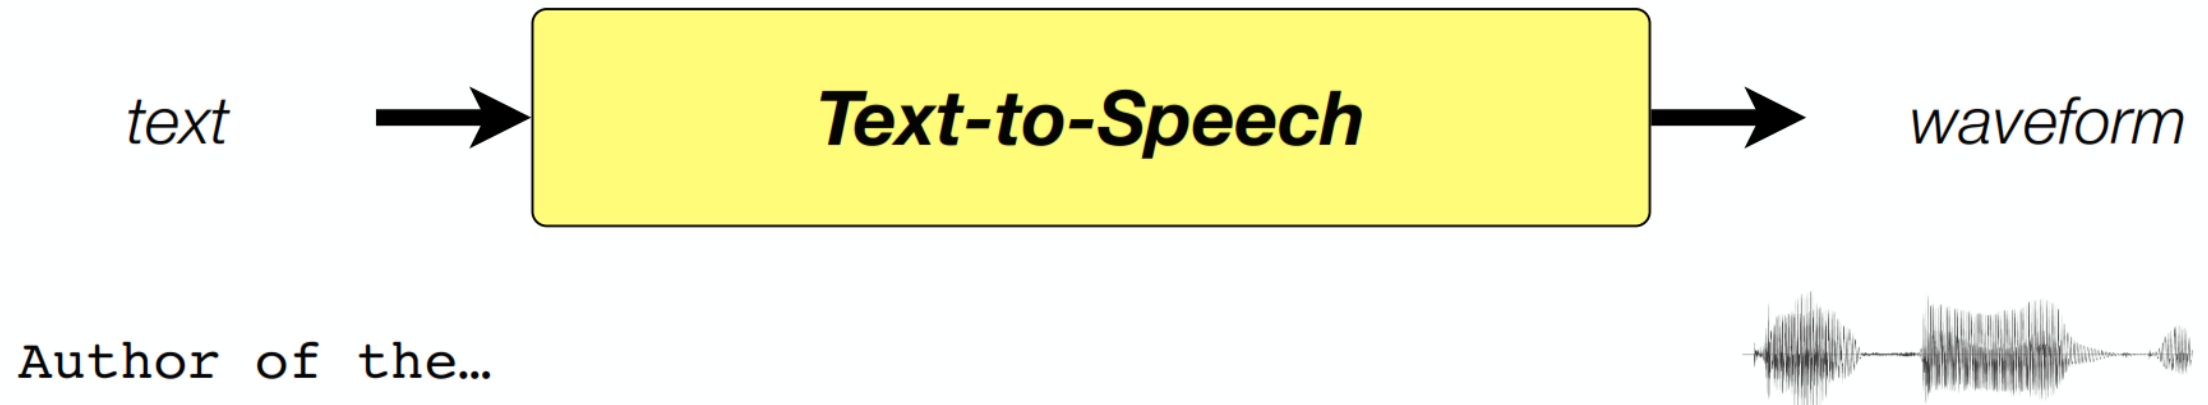 text
Text-to-Speech
waveform
Author of the…